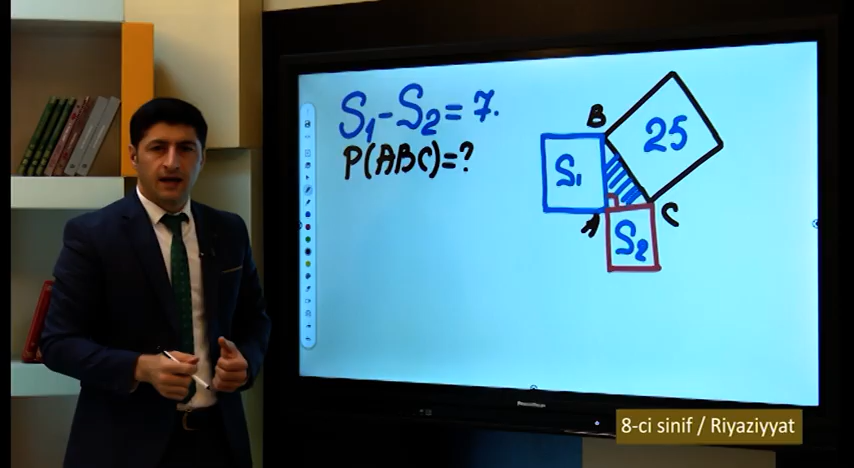 S₁-S₂=7.
P(ABC)=?
B
25
S₁
A
C
S₂
8-ci sinif / Riyaziyyat